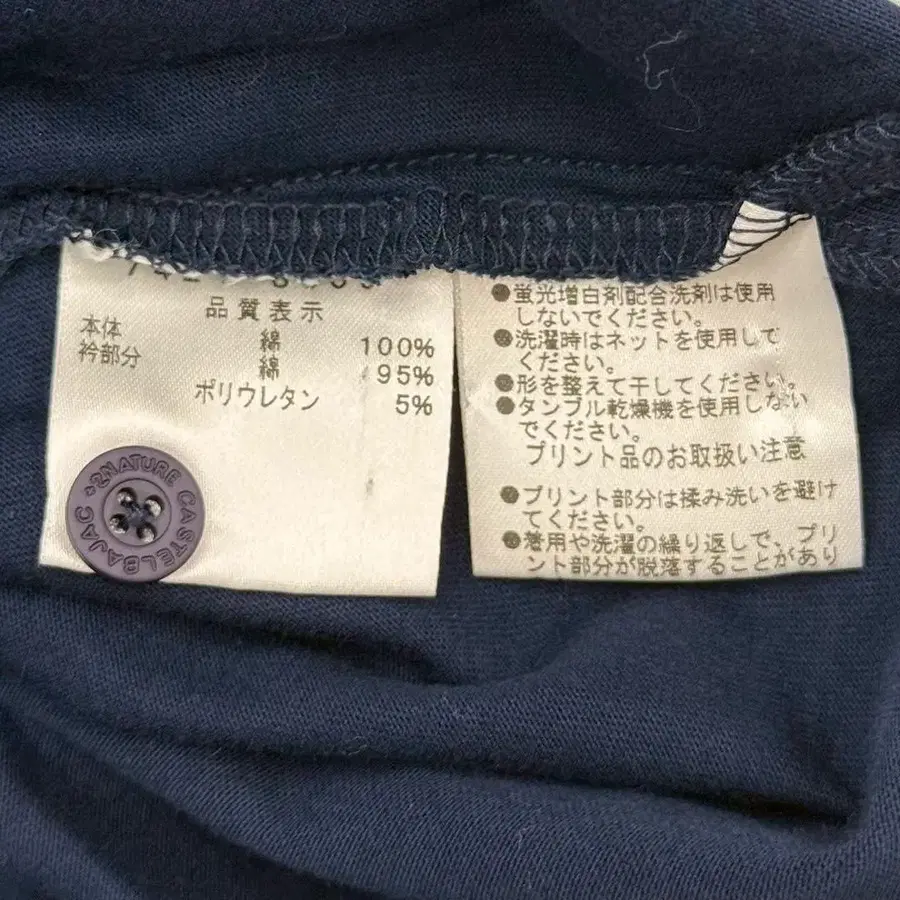 品質表示
本体 綿 100%
衿部分 綿 95%
ポリウレタン 5%
+2NATURE CASTELBAJAC
●蛍光増白剤配合洗剤は使用
しないでください。
●洗濯時はネットを使用して
ください。
●形を整えて干してください。
●タンブル乾燥機を使用しない
でください。
プリント品のお取扱い注意
●プリント部分は揉み洗いを避け
てください。
●着用や洗濯の繰り返しで、プリ
ント部分が脱落することがあり